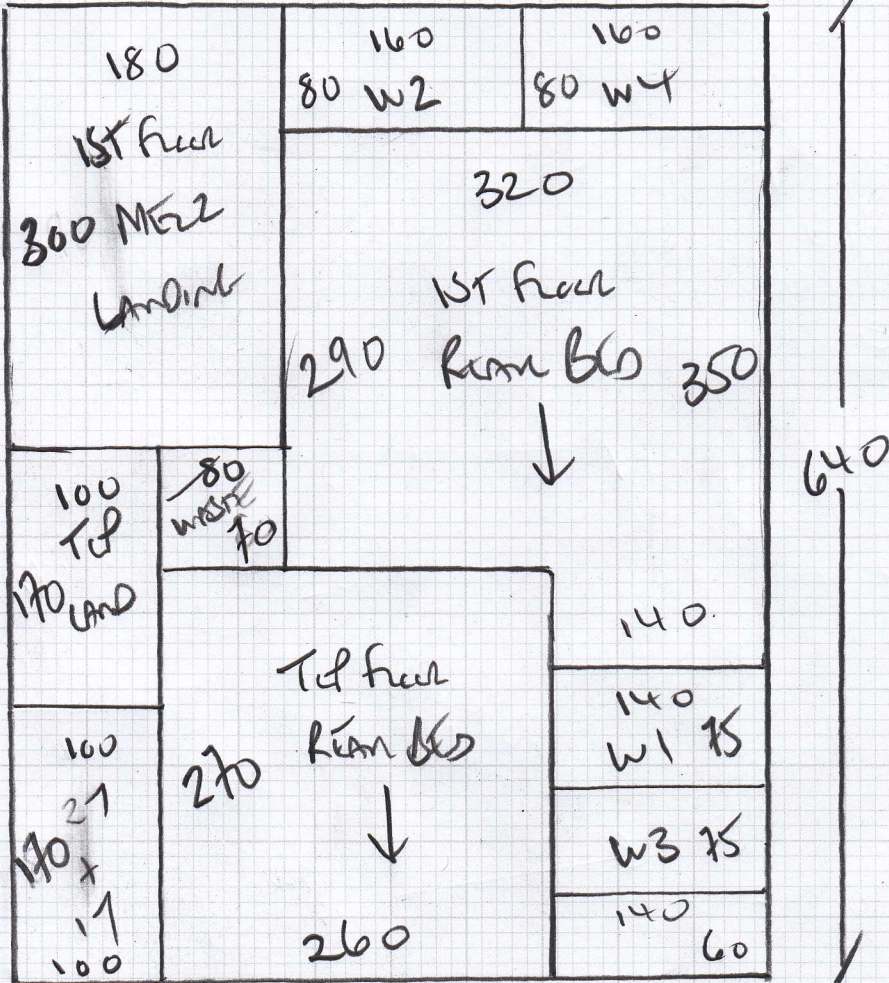 180
1ST Floor
300 MEZZ
LANDING
160
80 W2
160
80 W4
320
1ST Floor
290 REAR BED 350
640
100
TOP
170 LAND
80
WASTE
70
140
TOP Floor
270 REAR BED
260
140
W1 75
W3 75
140
60
100
27
170 x
17
100